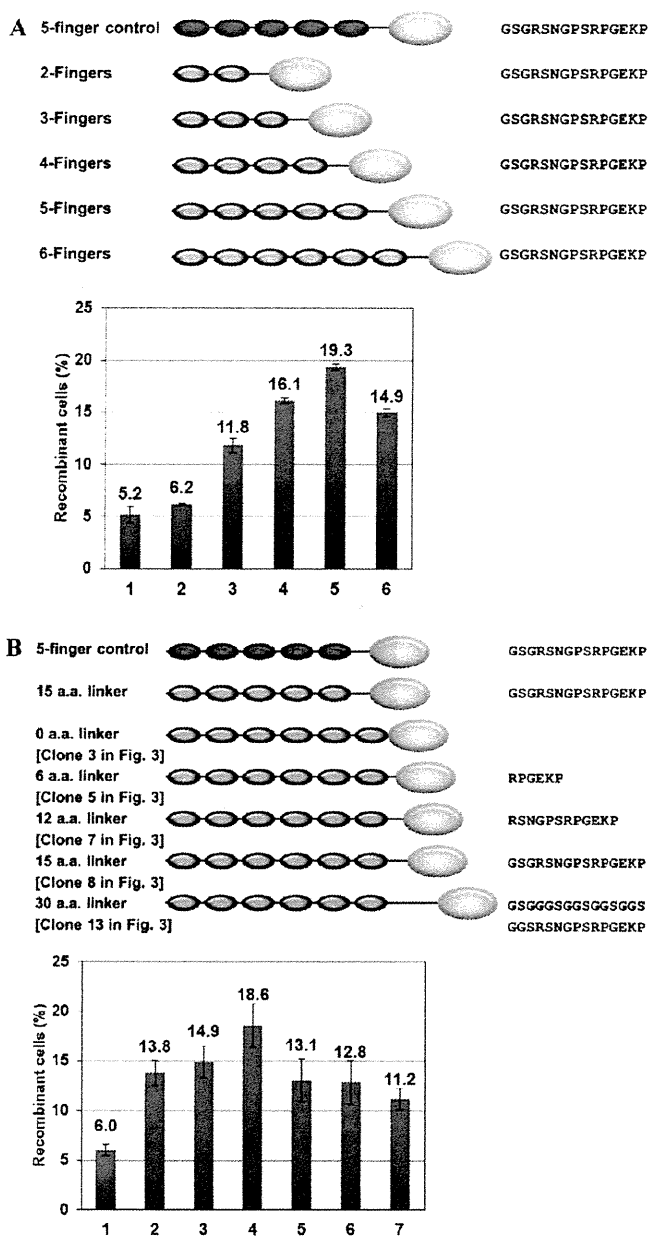 A 5-finger control GSGRSNGPSRPGEKP
2-Fingers GSGRSNGPSRPGEKP
3-Fingers GSGRSNGPSRPGEKP
4-Fingers GSGRSNGPSRPGEKP
5-Fingers GSGRSNGPSRPGEKP
6-Fingers GSGRSNGPSRPGEKP
Recombinant cells (%)
25
20
15
10
5
0
5.2 6.2 11.8 16.1 19.3 14.9
1 2 3 4 5 6
B 5-finger control GSGRSNGPSRPGEKP
15 a.a. linker GSGRSNGPSRPGEKP
0 a.a. linker
[Clone 3 in Fig. 3]
6 a.a. linker RPGEKP
[Clone 5 in Fig. 3]
12 a.a. linker RSNGPSRPGEKP
[Clone 7 in Fig. 3]
15 a.a. linker GSGRSNGPSRPGEKP
[Clone 8 in Fig. 3]
30 a.a. linker GSGGGSGGSGGSGGS
[Clone 13 in Fig. 3] GGSRSNGPSRPGEKP
Recombinant cells (%)
25
20
15
10
5
0
6.0 13.8 14.9 18.6 13.1 12.8 11.2
1 2 3 4 5 6 7